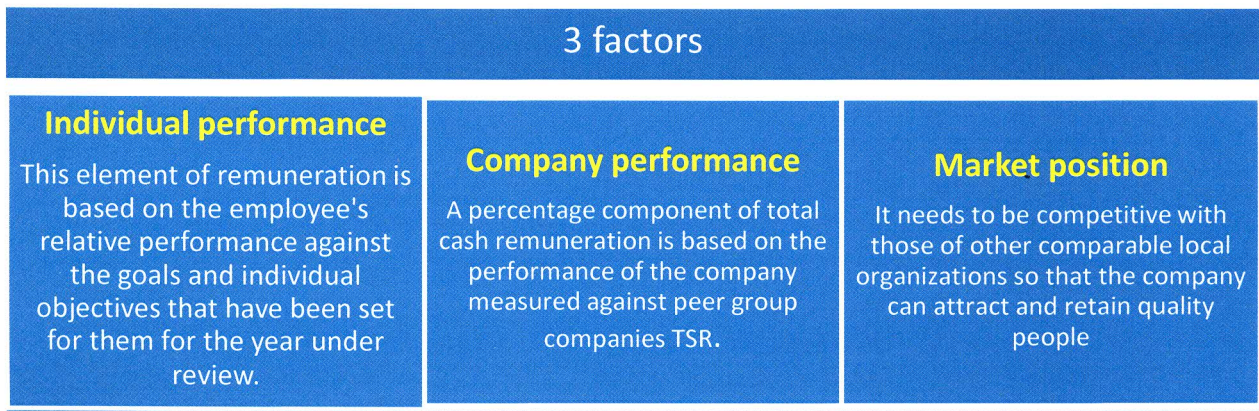 3 factors
Individual performance
This element of remuneration is
based on the employee's
relative performance against
the goals and individual
objectives that have been set
for them for the year under
review.
Company performance
A percentage component of total
cash remuneration is based on the
performance of the company
measured against peer group
companies TSR.
Market position
It needs to be competitive with
those of other comparable local
organizations so that the company
can attract and retain quality
people